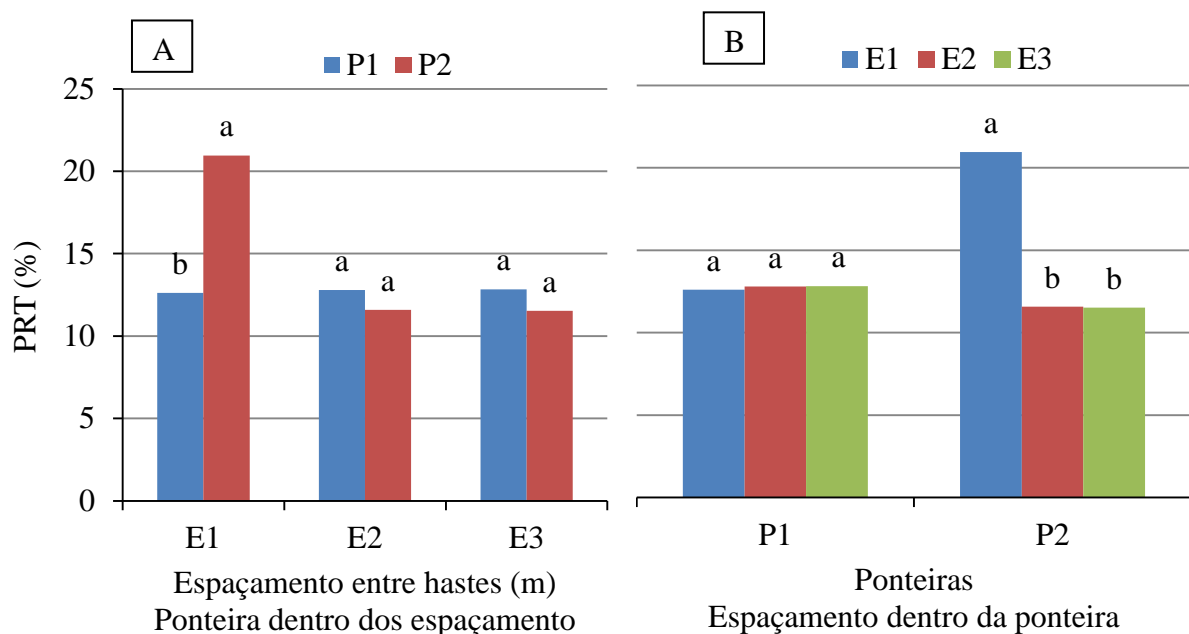 A
P1 P2
25
20
15
10
5
0
PRT (%)
b a a a a a
E1 E2 E3
Espaçamento entre hastes (m)
Ponteira dentro dos espaçamento
B
E1 E2 E3
a a a a b b
P1 P2
Ponteiras
Espaçamento dentro da ponteira